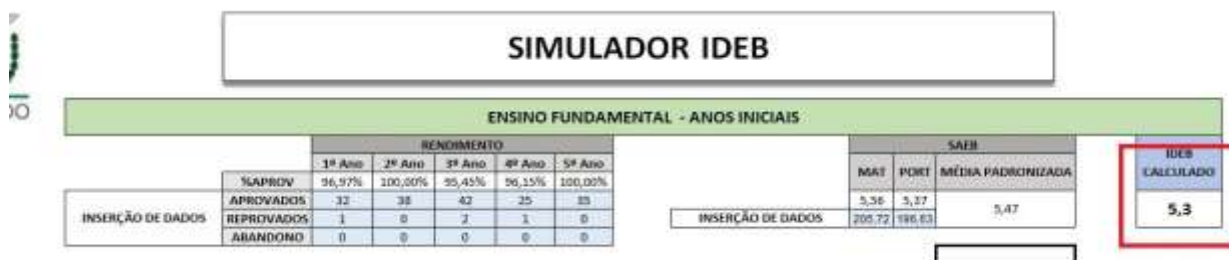 SIMULADOR IDEB
DO
ENSINO FUNDAMENTAL - ANOS INICIAIS
RENDIMENTO SAEB IDEB CALCULADO
1º Ano 2º Ano 3º Ano 4º Ano 5º Ano MAT PORT MÉDIA PADRONIZADA
%APROV 96,97% 100,00% 95,45% 96,15% 100,00%
INSERÇÃO DE DADOS APROVADOS 32 38 42 25 35 5,56 5,37 5,47 5,3
REPROVADOS 1 0 2 1 0 INSERÇÃO DE DADOS 205,72 196,63
ABANDONO 0 0 0 0 0